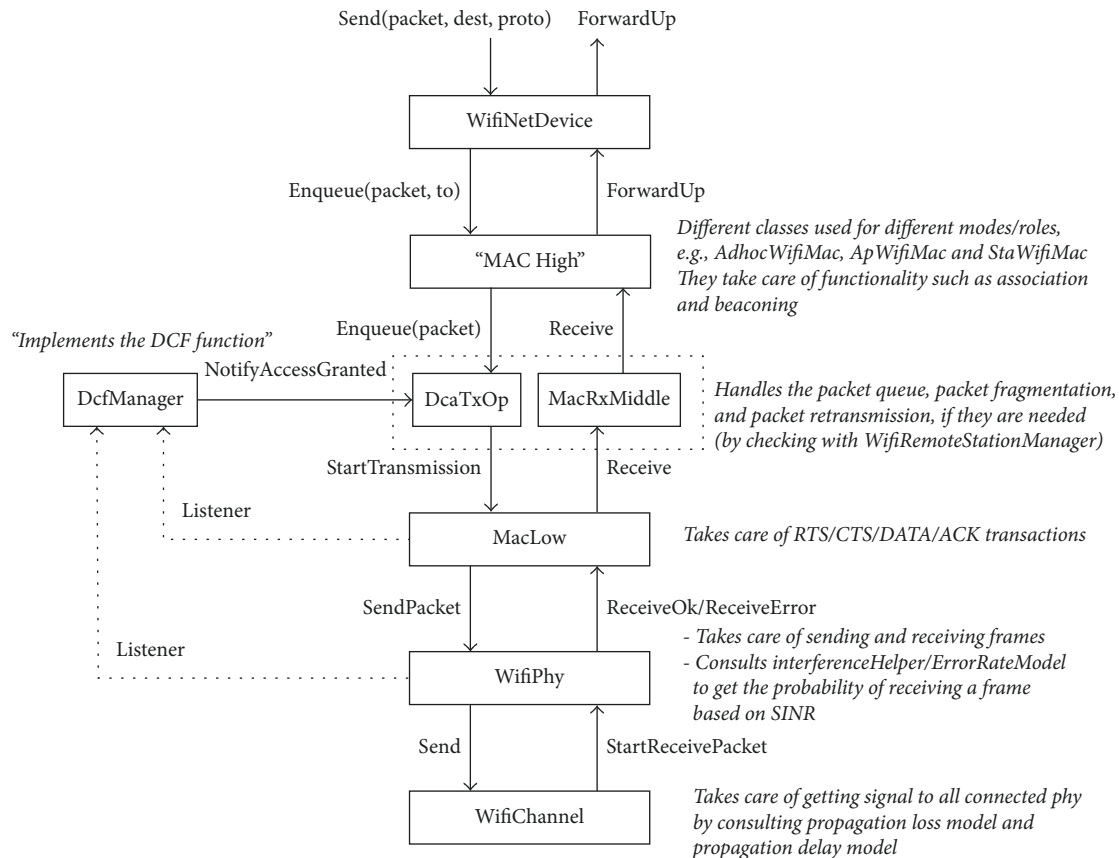 Send(packet, dest, proto)
ForwardUp
WifiNetDevice
Enqueue(packet, to)
ForwardUp
Different classes used for different modes/roles,
e.g., AdhocWifiMac, ApWifiMac and StaWifiMac
They take care of functionality such as association
and beaconing
“MAC High”
Enqueue(packet)
Receive
“Implements the DCF function”
NotifyAccessGranted
DcfManager
DcaTxOp
MacRxMiddle
Handles the packet queue, packet fragmentation,
and packet retransmission, if they are needed
(by checking with WifiRemoteStationManager)
StartTransmission
Receive
Listener
MacLow
Takes care of RTS/CTS/DATA/ACK transactions
SendPacket
ReceiveOk/ReceiveError
Listener
WifiPhy
- Takes care of sending and receiving frames
- Consults interferenceHelper/ErrorRateModel
to get the probability of receiving a frame
based on SINR
Send
StartReceivePacket
WifiChannel
Takes care of getting signal to all connected phy
by consulting propagation loss model and
propagation delay model